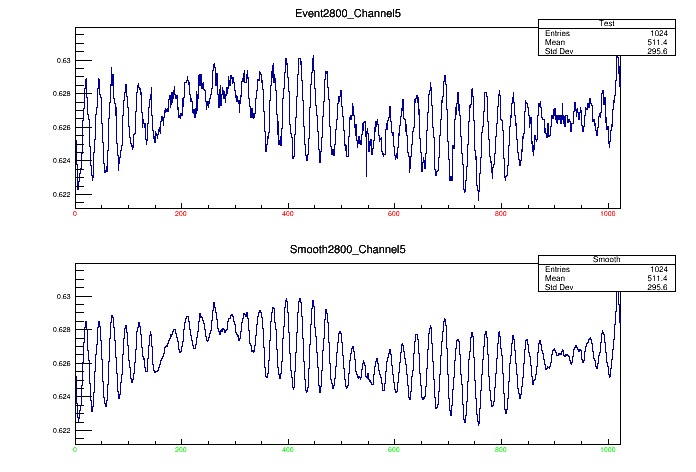 Event2800_Channel5
Test
Entries 1024
Mean 511.4
Std Dev 295.6
0.63
0.628
0.626
0.624
0.622
0 200 400 600 800 1000
Smooth2800_Channel5
Smooth
Entries 1024
Mean 511.4
Std Dev 295.6
0.63
0.628
0.626
0.624
0.622
0 200 400 600 800 1000